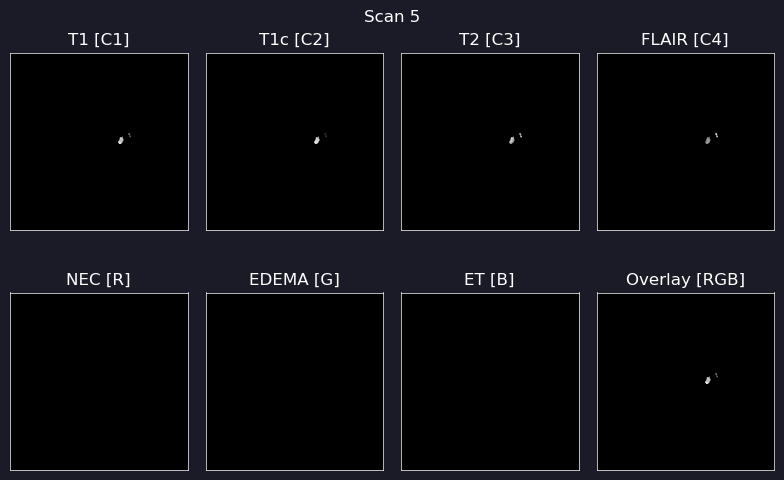 Scan 5
T1 [C1]
T1c [C2]
T2 [C3]
FLAIR [C4]
NEC [R]
EDEMA [G]
ET [B]
Overlay [RGB]